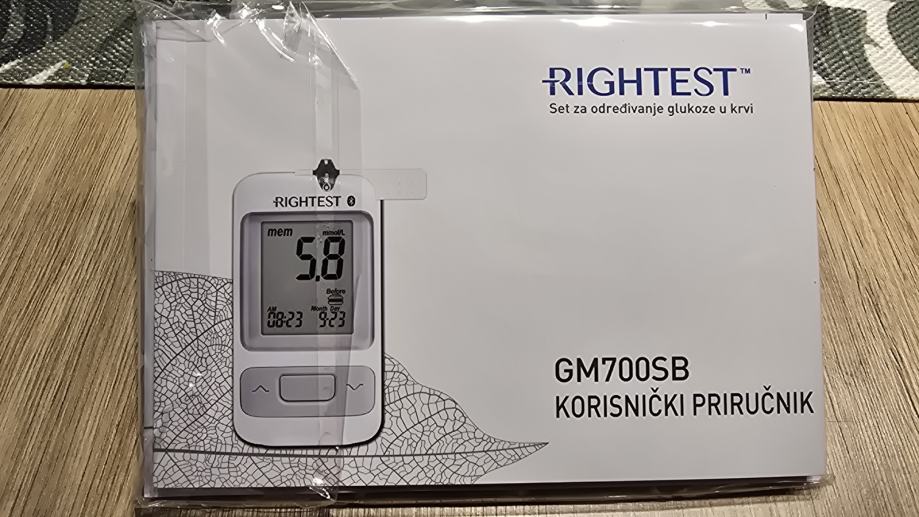 RIGHTEST™
Set za određivanje glukoze u krvi
RIGHTEST
mem
mmol/L
5.8
Before
AM
Month Day
08:23
9-23
GM700SB
KORISNIČKI PRIRUČNIK